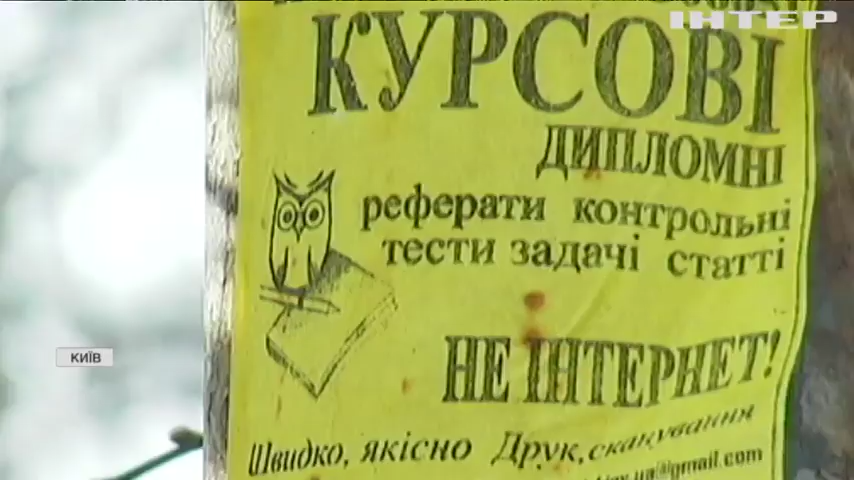 ІНТЕР
КУРСОВІ
ДИПЛОМНІ
реферати контрольні
тести задачі статті
НЕ ІНТЕРНЕТ!
Швидко, якісно Друк, сканування
@gmail.com
КИЇВ